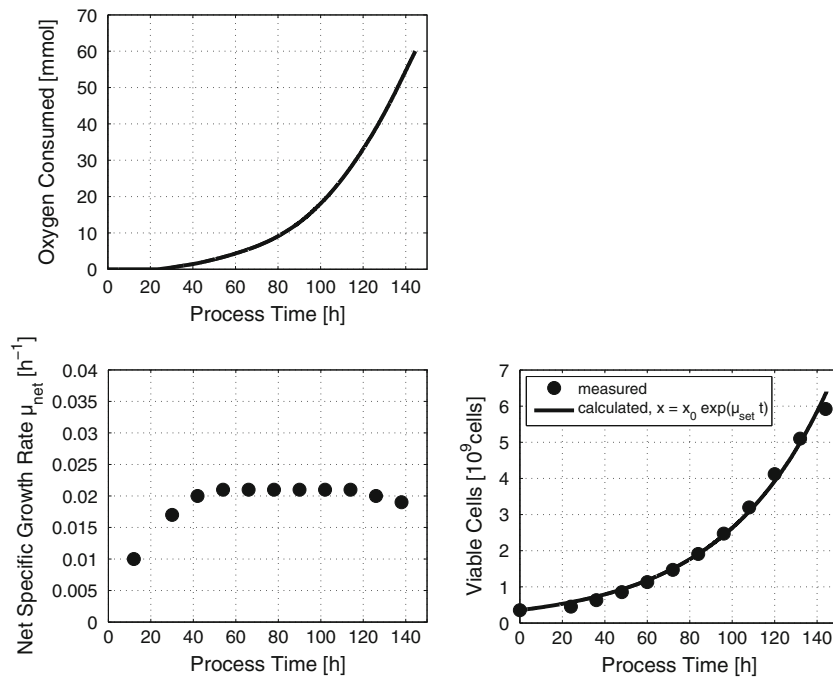 70
60
50
40
30
20
10
0
Oxygen Consumed [mmol]
0 20 40 60 80 100 120 140
Process Time [h]
0.04
0.035
0.03
0.025
0.02
0.015
0.01
0.005
0
Net Specific Growth Rate μnet [h−1]
0 20 40 60 80 100 120 140
Process Time [h]
7
6
5
4
3
2
1
0
Viable Cells [10^9cells]
measured
calculated, x = x0 exp(μset t)
0 20 40 60 80 100 120 140
Process Time [h]